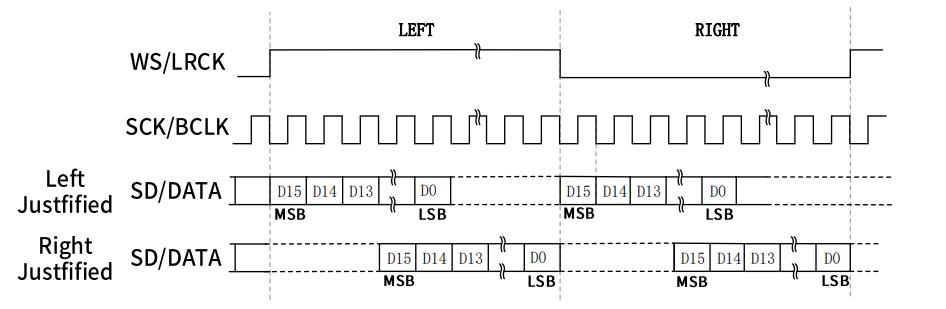 LEFT RIGHT
WS/LRCK
SCK/BCLK
Left
Justfified
SD/DATA
D15 D14 D13 D0 D15 D14 D13 D0
MSB LSB MSB LSB
Right
Justfified
SD/DATA
D15 D14 D13 D0 D15 D14 D13 D0
MSB LSB MSB LSB